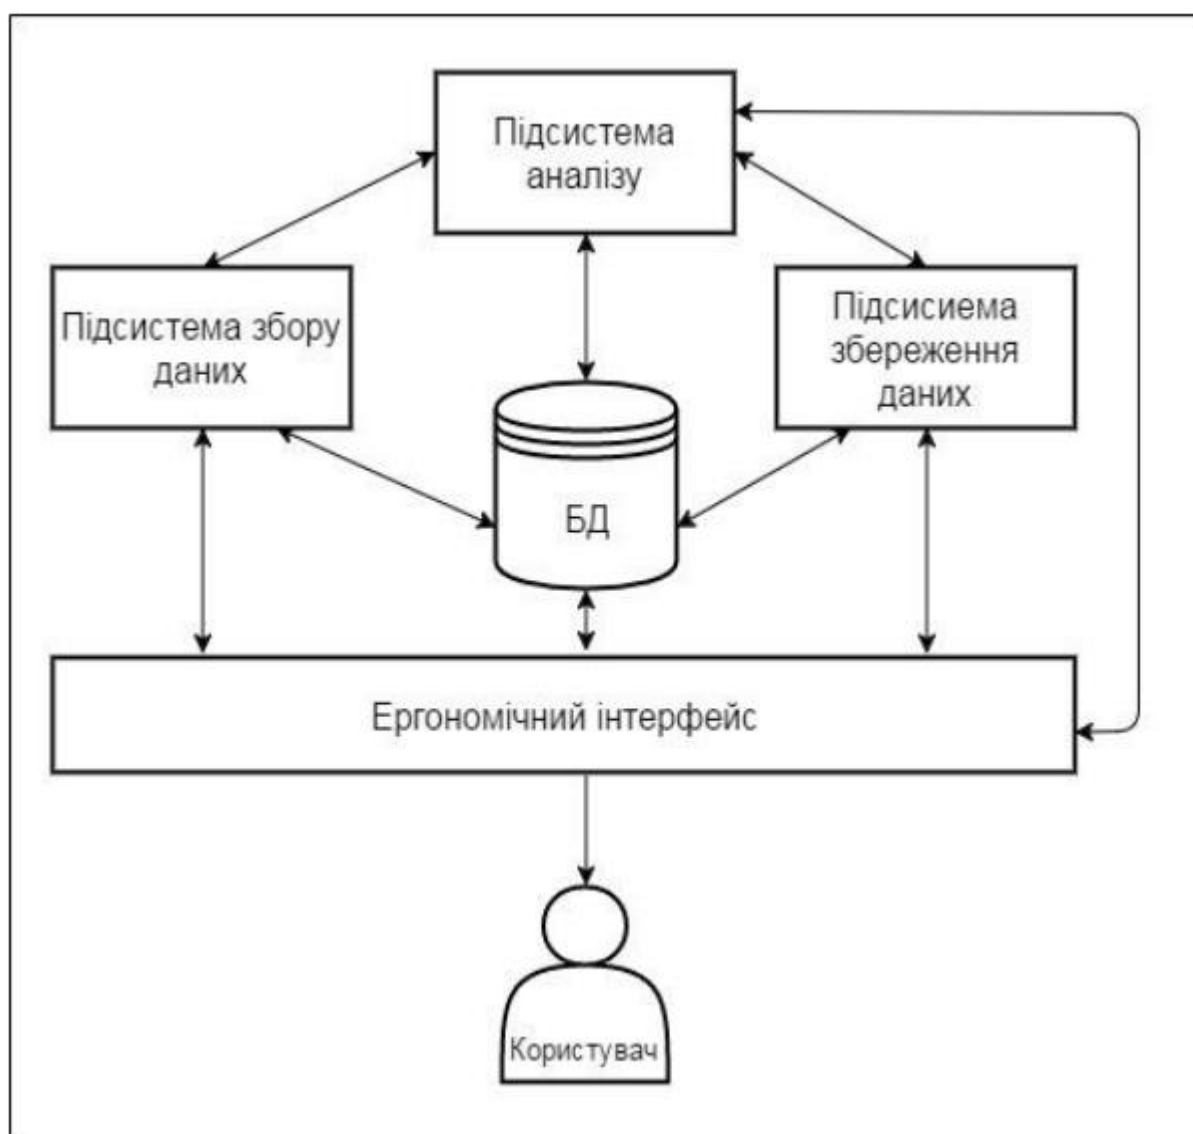 Підсистема
аналізу
Підсистема збору
даних
Підсисиема
збереження
даних
БД
Ергономічний інтерфейс
Користувач